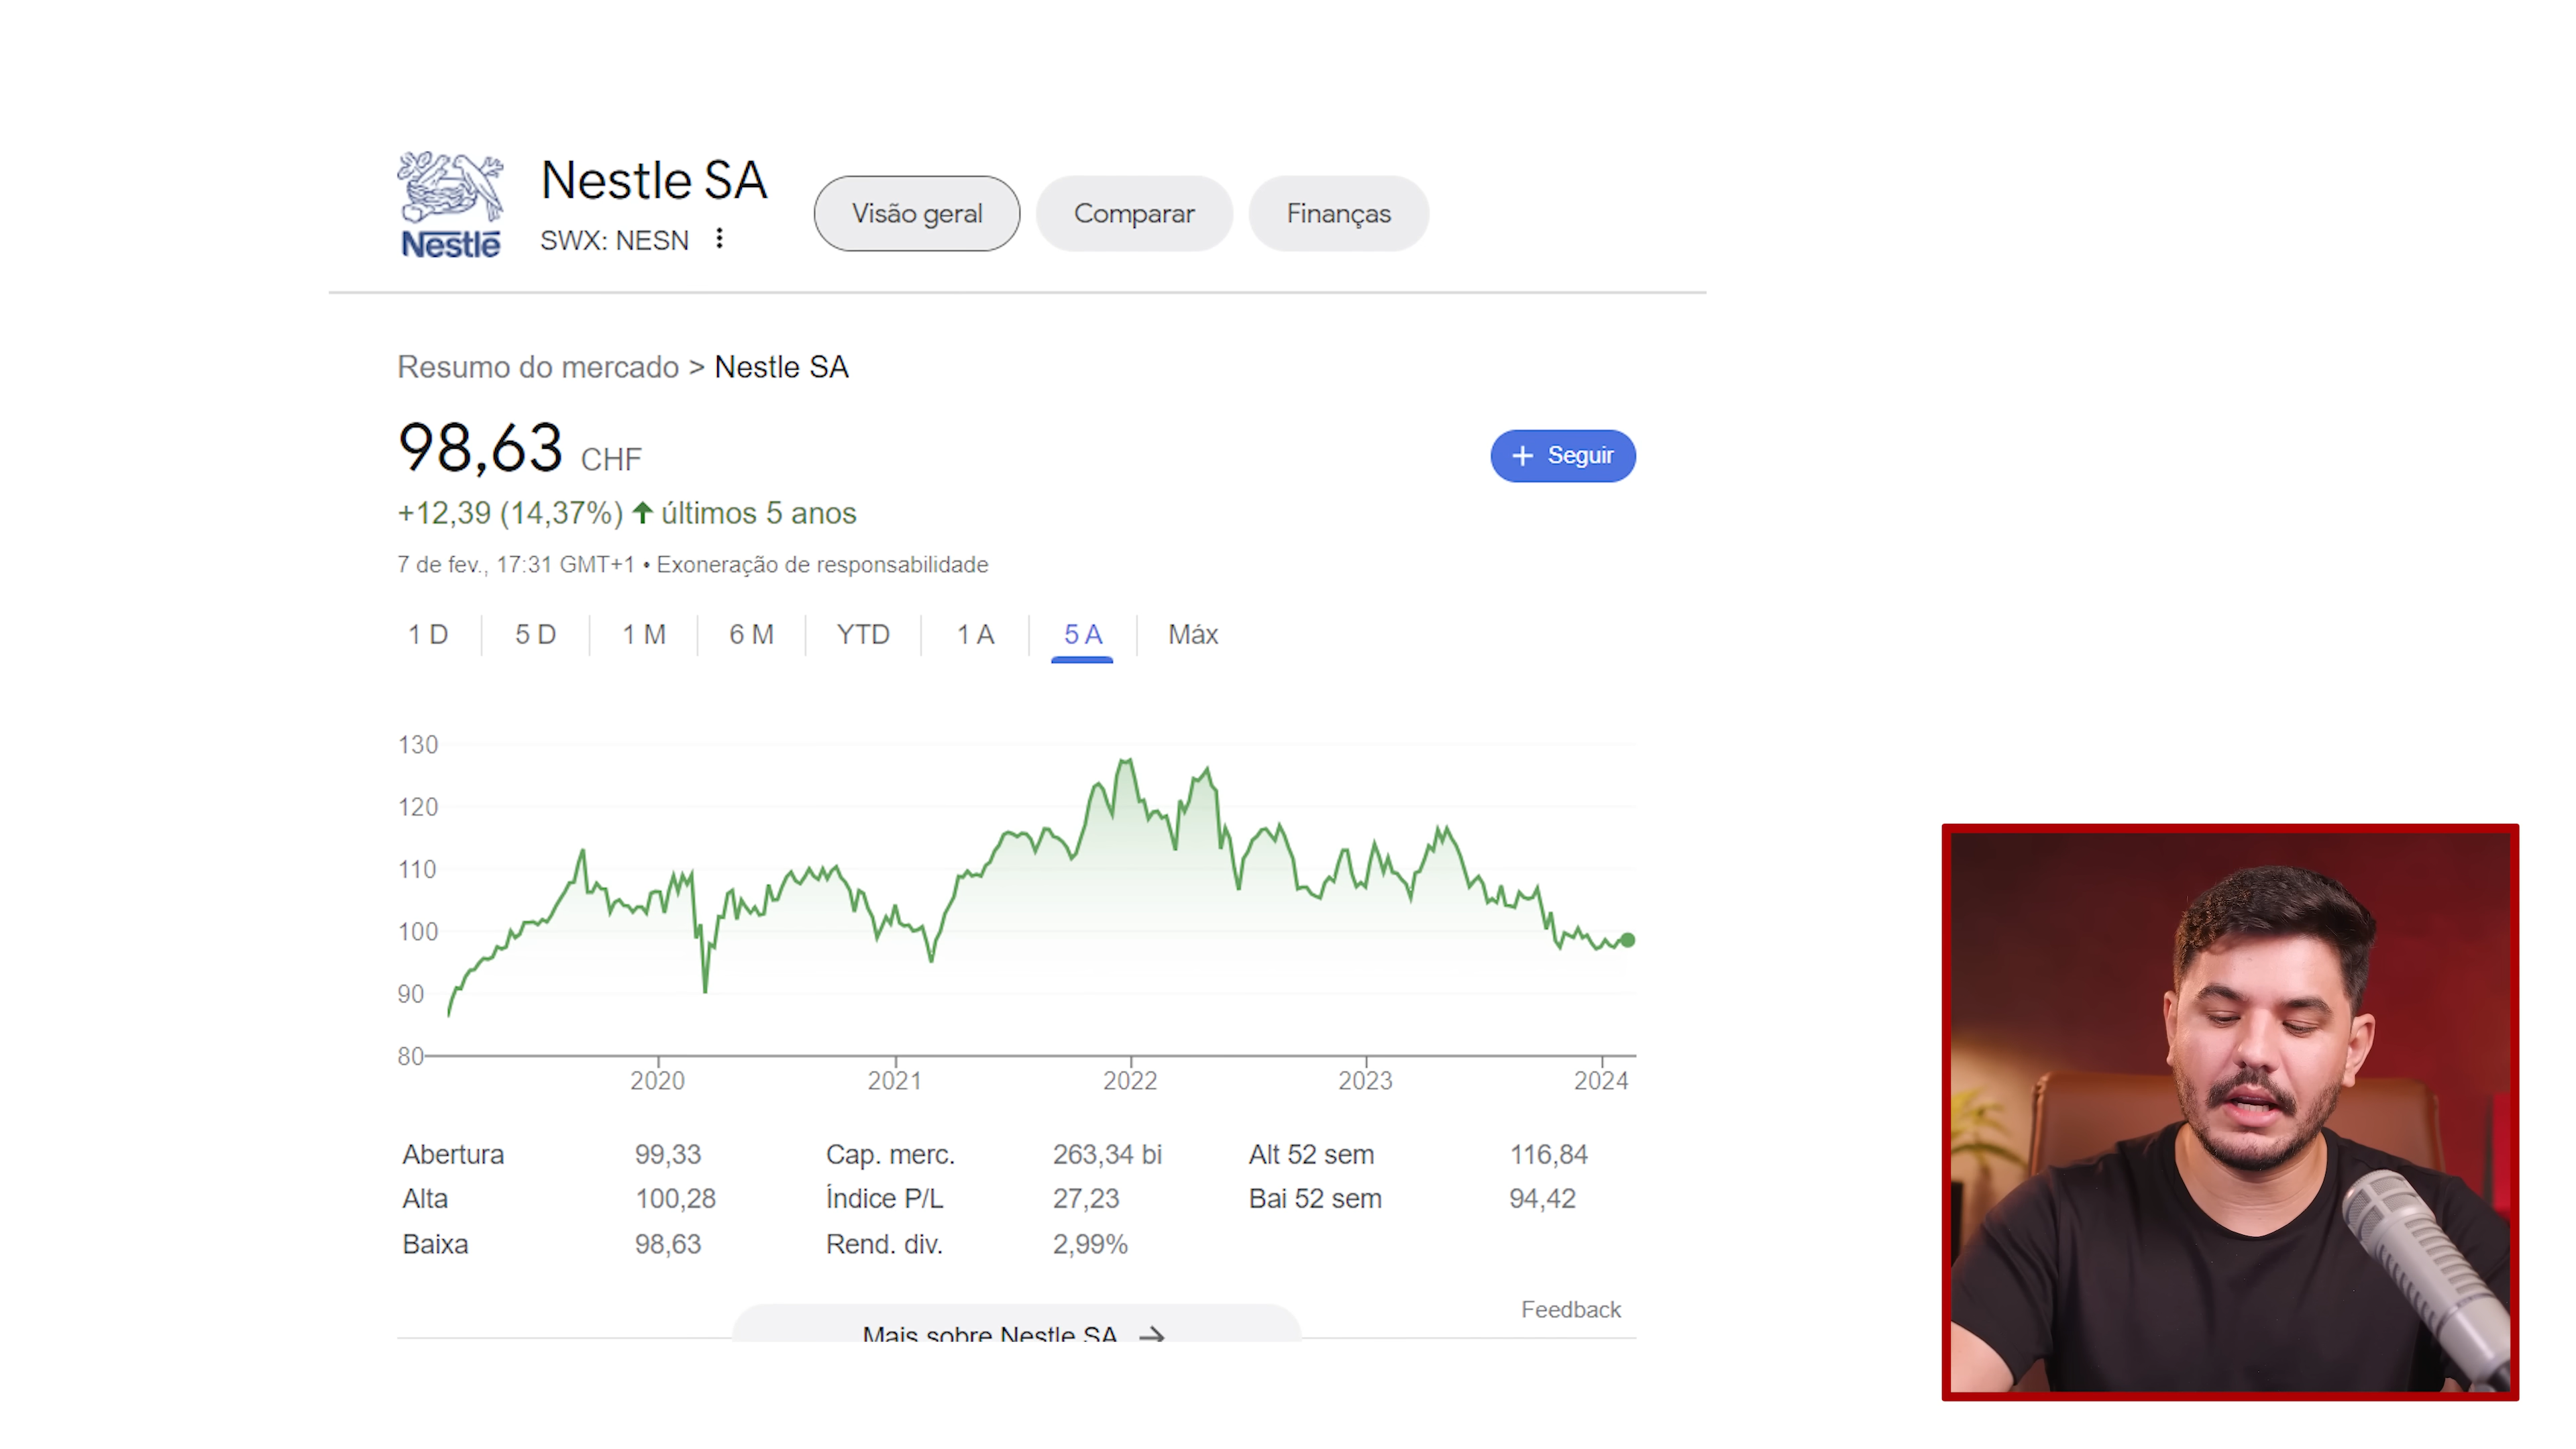 Nestlé
Nestle SA
SWX: NESN
Visão geral
Comparar
Finanças
Resumo do mercado > Nestle SA
98,63 CHF
+ Seguir
+12,39 (14,37%) ↑ últimos 5 anos
7 de fev., 17:31 GMT+1 • Exoneração de responsabilidade
1 D 5 D 1 M 6 M YTD 1 A 5 A Máx
130
120
110
100
90
80
2020 2021 2022 2023 2024
Abertura 99,33 Cap. merc. 263,34 bi Alt 52 sem 116,84
Alta 100,28 Índice P/L 27,23 Bai 52 sem 94,42
Baixa 98,63 Rend. div. 2,99%
Feedback
Mais sobre Nestle SA →